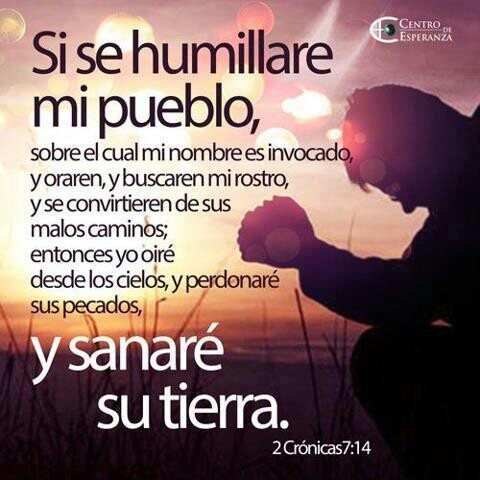 CENTRO DE
ESPERANZA
Si se humillare
mi pueblo,
sobre el cual mi nombre es invocado,
y oraren, y buscaren mi rostro,
y se convirtieren de sus
malos caminos;
entonces yo oiré
desde los cielos, y perdonaré
sus pecados,
y sanaré
su tierra.
2 Crónicas 7:14